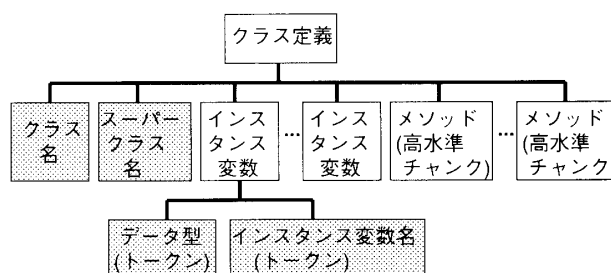 クラス定義
クラス
名
スーパー
クラス
名
インス
タンス
変数
...
インス
タンス
変数
メソッド
(高水準
チャンク)
...
メソッド
(高水準
チャンク
データ型
(トークン)
インスタンス変数名
(トークン)